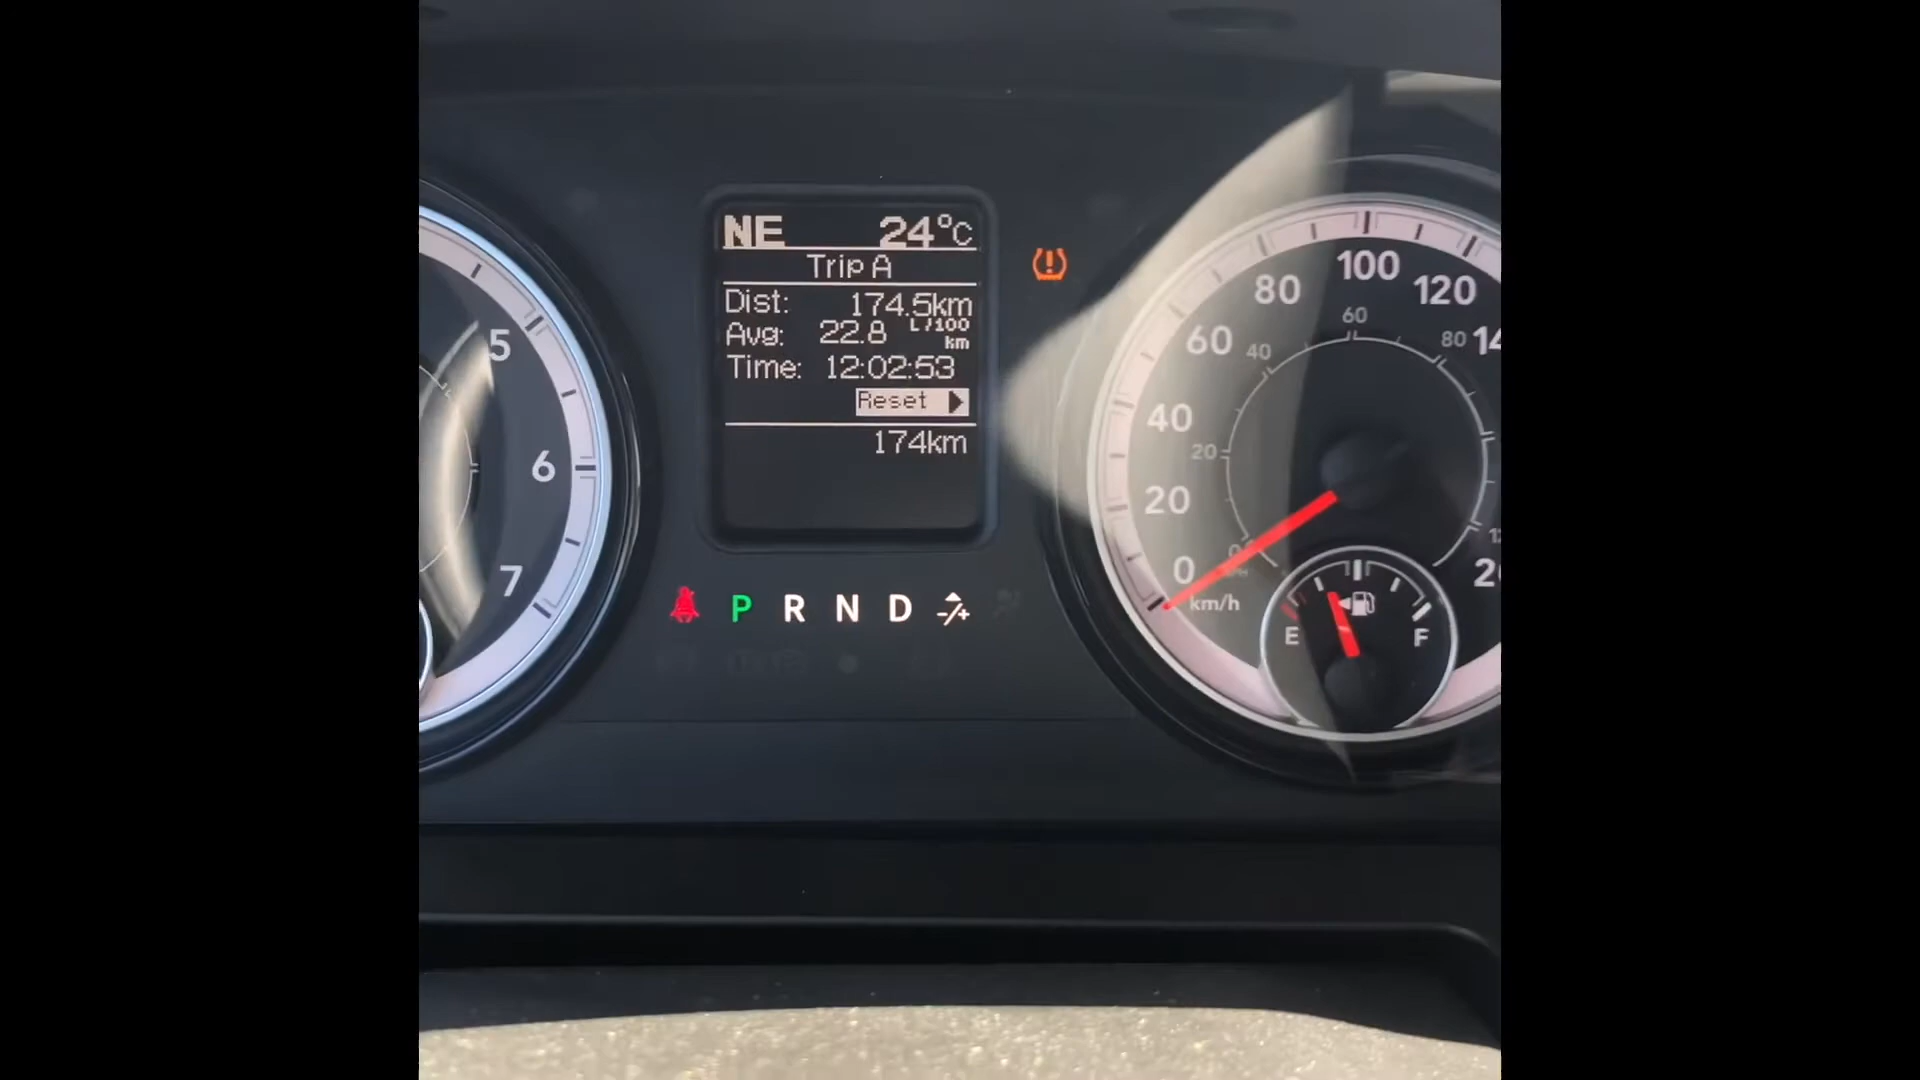 NE 24°C
Trip A
Dist: 174.5km
Avg: 22.8 L/100 km
Time: 12:02:53
Reset
174km
P R N D -/+
5
6
7
0
20
40
60
80
100
120
km/h
20
40
60
80
E F